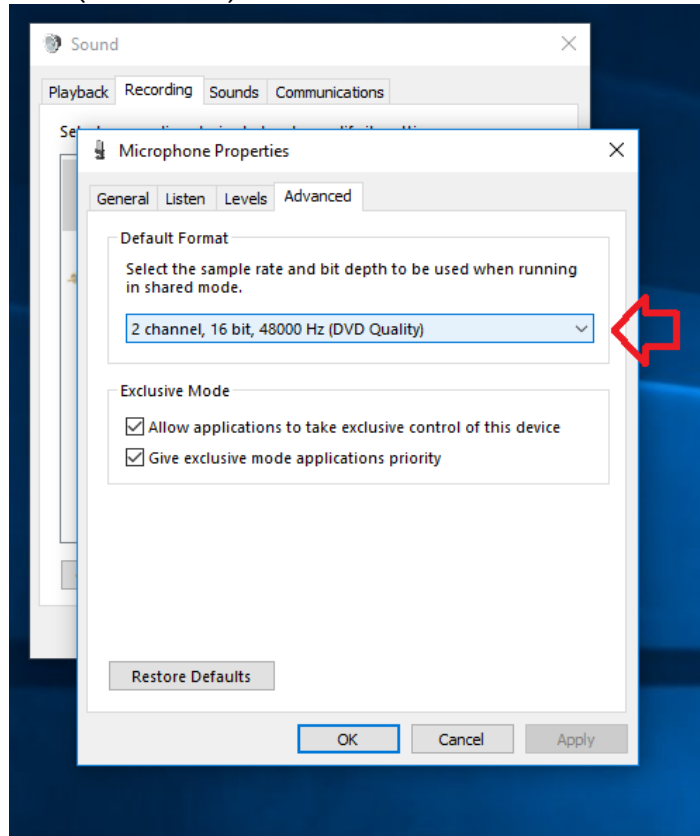 Sound
Playback Recording Sounds Communications
Microphone Properties
General Listen Levels Advanced
Default Format
Select the sample rate and bit depth to be used when running
in shared mode.
2 channel, 16 bit, 48000 Hz (DVD Quality)
Exclusive Mode
Allow applications to take exclusive control of this device
Give exclusive mode applications priority
Restore Defaults
OK Cancel Apply